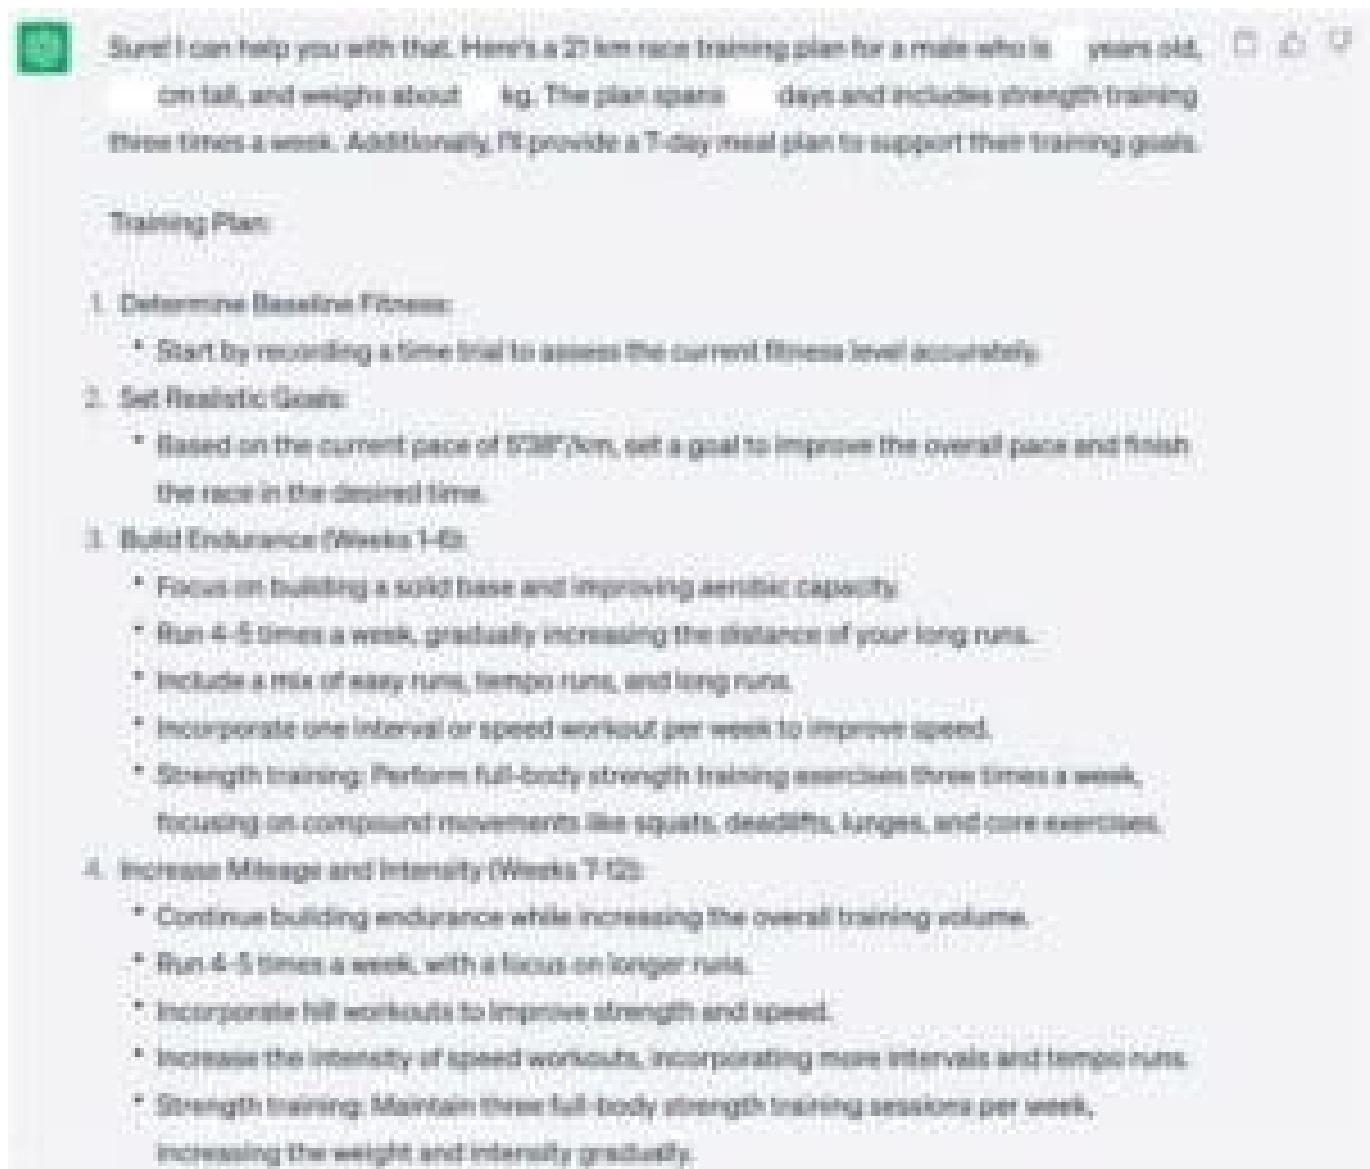 Sure! I can help you with that. Here's a 21 km race training plan for a male who is years old,
cm tall, and weighs about kg. The plan spans days and includes strength training
three times a week. Additionally, I'll provide a 7-day meal plan to support their training goals.
Training Plan:
1. Determine Baseline Fitness:
• Start by recording a time trial to assess the current fitness level accurately.
2. Set Realistic Goals:
• Based on the current pace of 5'38"/km, set a goal to improve the overall pace and finish
the race in the desired time.
3. Build Endurance (Weeks 1-6):
• Focus on building a solid base and improving aerobic capacity.
• Run 4-5 times a week, gradually increasing the distance of your long runs.
• Include a mix of easy runs, tempo runs, and long runs.
• Incorporate one interval or speed workout per week to improve speed.
• Strength training: Perform full-body strength training exercises three times a week,
focusing on compound movements like squats, deadlifts, lunges, and core exercises.
4. Increase Mileage and Intensity (Weeks 7-12):
• Continue building endurance while increasing the overall training volume.
• Run 4-5 times a week, with a focus on longer runs.
• Incorporate hill workouts to improve strength and speed.
• Increase the intensity of speed workouts, incorporating more intervals and tempo runs.
• Strength training: Maintain three full-body strength training sessions per week,
increasing the weight and intensity gradually.